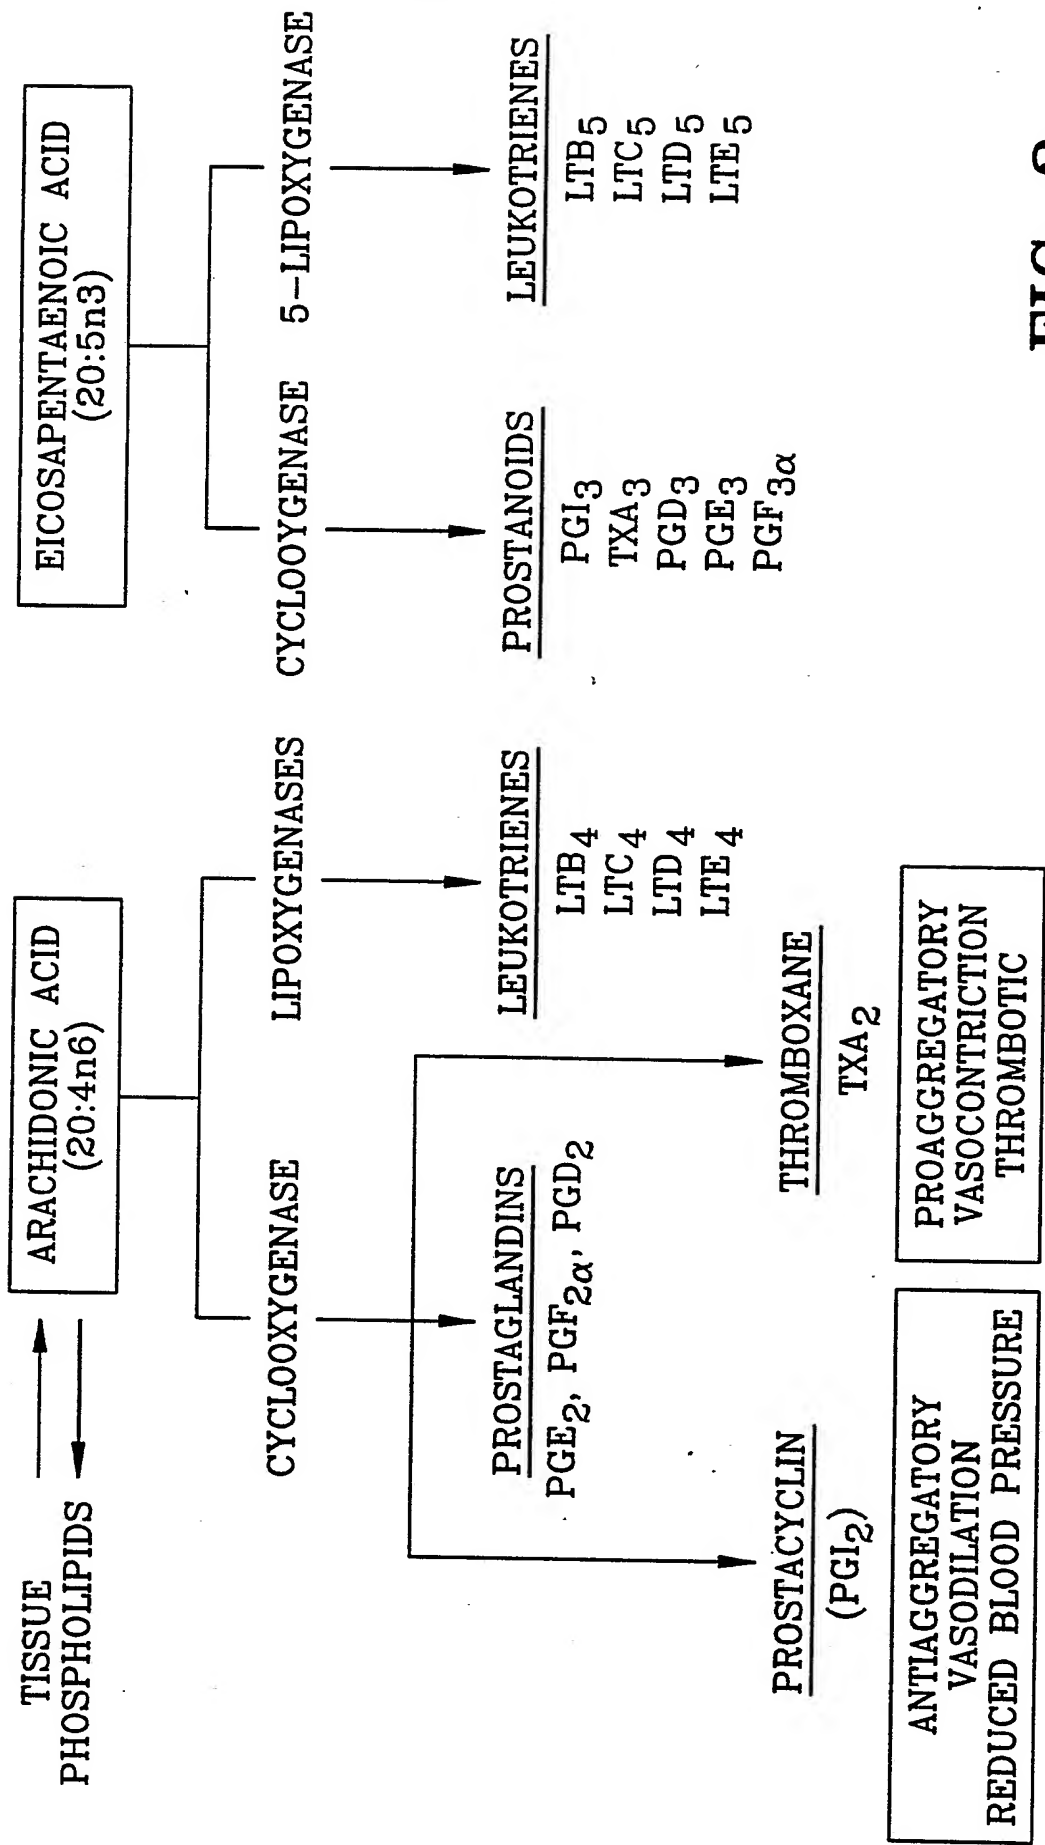 TISSUE
PHOSPHOLIPIDS
ARACHIDONIC ACID
(20:4n6)
CYCLOOXYGENASE
LIPOXYGENASES
PROSTAGLANDINS
PGE₂, PGF₂α, PGD₂
LEUKOTRIENES
LTB₄
LTC₄
LTD₄
LTE₄
PROSTACYCLIN
(PGI₂)
THROMBOXANE
TXA₂
ANTIAGGREGATORY
VASODILATION
REDUCED BLOOD PRESSURE
PROAGGREGATORY
VASOCONTRICTION
THROMBOTIC
EICOSAPENTAENOIC ACID
(20:5n3)
CYCLOOYGENASE
5-LIPOXYGENASE
PROSTANOIDS
PGI₃
TXA₃
PGD₃
PGE₃
PGF₃α
LEUKOTRIENES
LTB₅
LTC₅
LTD₅
LTE₅
FIG.